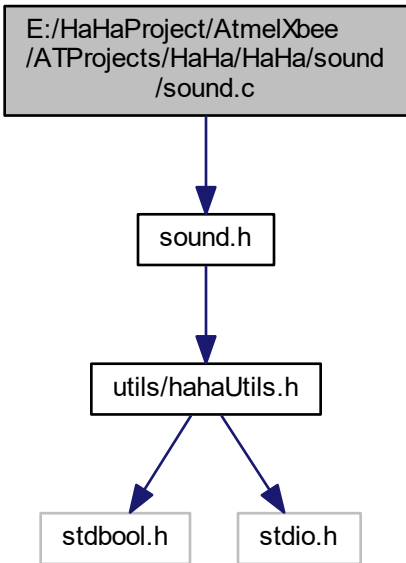 E:/HaHaProject/AtmelXbee
/ATProjects/HaHa/HaHa/sound
/sound.c
sound.h
utils/hahaUtils.h
stdbool.h
stdio.h